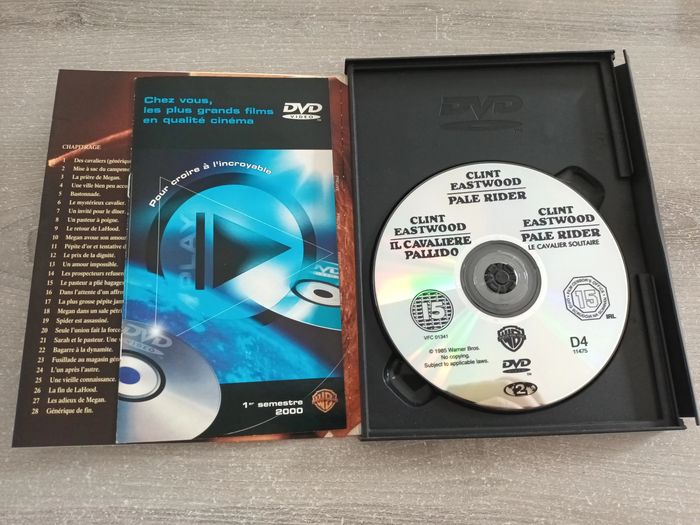 CHAPITRAGE
1 Des cavaliers (générique
2 Mise à sac du campeme
3 La prière de Megan.
4 Une ville bien peu acco
5 Bastonnade.
6 Le mystérieux cavalier.
7 Un invité pour le dîner.
8 Un pasteur à poigne.
9 Le retour de LaHood.
10 Megan avoue son amour
11 Pépite d'or et tentative d
12 Le prix de la dignité.
13 Un amour impossible.
14 Les prospecteurs refusen
15 Le pasteur a plié bagage
16 Dans l'attente d'un affro
17 La plus grosse pépite jam
18 Megan dans un sale pétri
19 Spider est assassiné.
20 Seule l'union fait la force
21 Sarah et le pasteur. Une
22 Bagarre à la dynamite.
23 Fusillade au magasin géné
24 L'un après l'autre.
25 Une vieille connaissance.
26 La fin de LaHood.
27 Les adieux de Megan.
28 Générique de fin.
Chez vous,
les plus grands films
en qualité cinéma
DVD
VIDEO
Pour croire à l'incroyable
PLAY
DVD
DVD
VIDEO
1er semestre
2000
DVD
CLINT
EASTWOOD
PALE RIDER
CLINT
EASTWOOD
IL CAVALIERE
PALLIDO
CLINT
EASTWOOD
PALE RIDER
LE CAVALIER SOLITAIRE
15
VFC 01341
15
IRL
© 1985 Warner Bros.
No copying.
Subject to applicable laws.
DVD
VIDEO
D4
11475
2